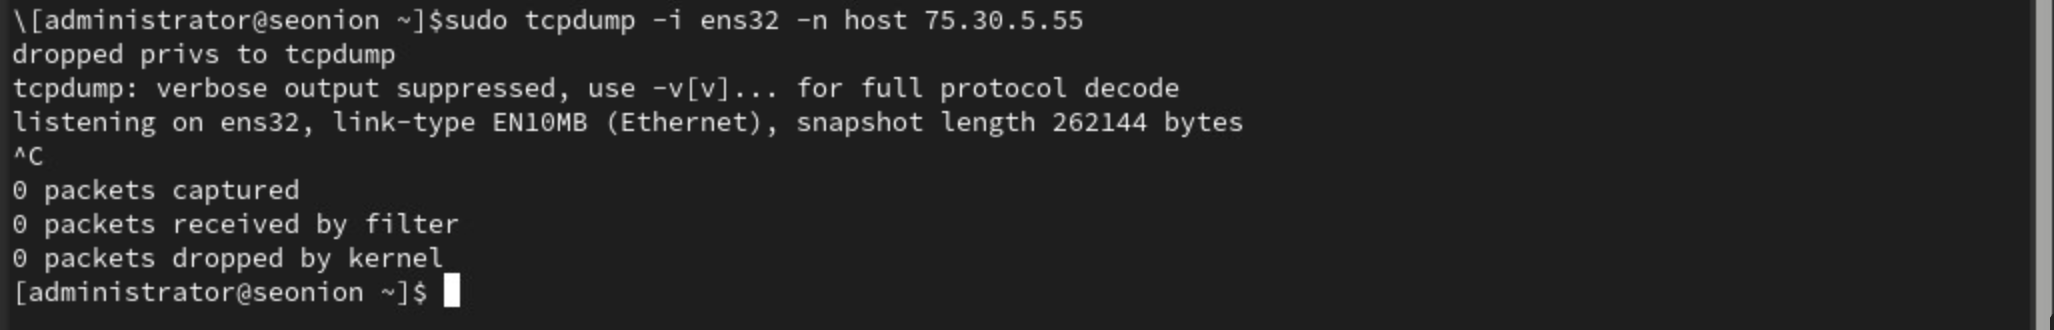 \[administrator@seonion ~]$sudo tcpdump -i ens32 -n host 75.30.5.55
dropped privs to tcpdump
tcpdump: verbose output suppressed, use -v[v]... for full protocol decode
listening on ens32, link-type EN10MB (Ethernet), snapshot length 262144 bytes
^C
0 packets captured
0 packets received by filter
0 packets dropped by kernel
[administrator@seonion ~]$